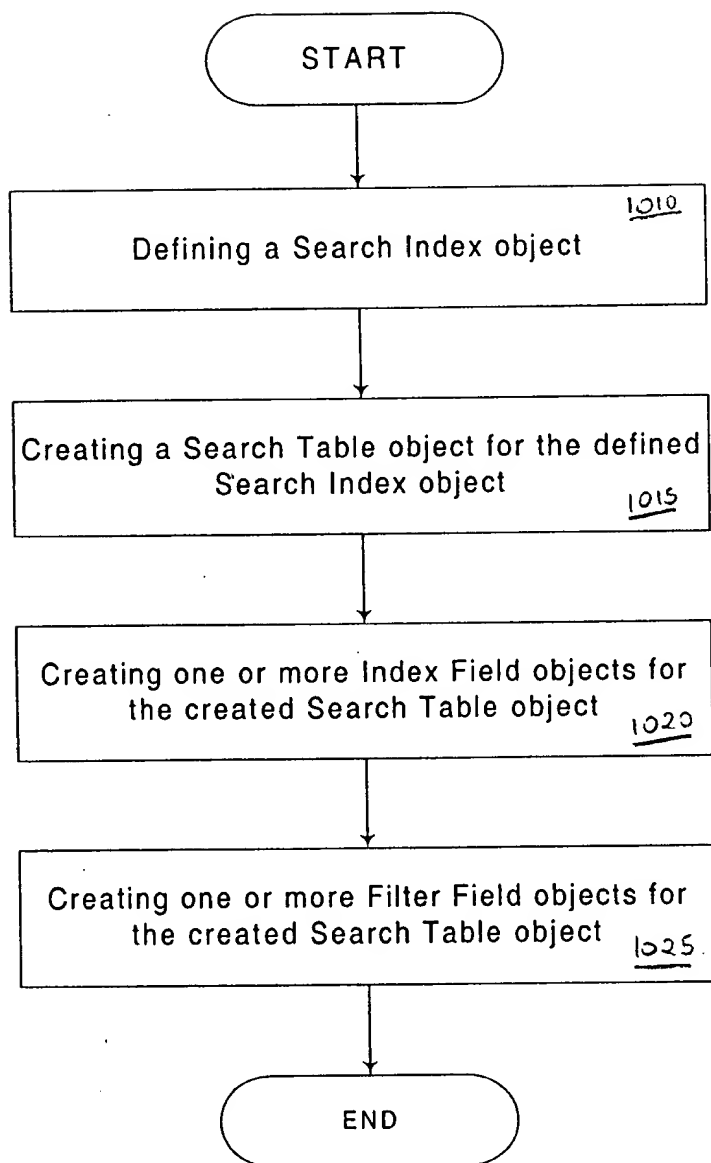 START
1010
Defining a Search Index object
Creating a Search Table object for the defined
Search Index object
1015
Creating one or more Index Field objects for
the created Search Table object
1020
Creating one or more Filter Field objects for
the created Search Table object
1025
END